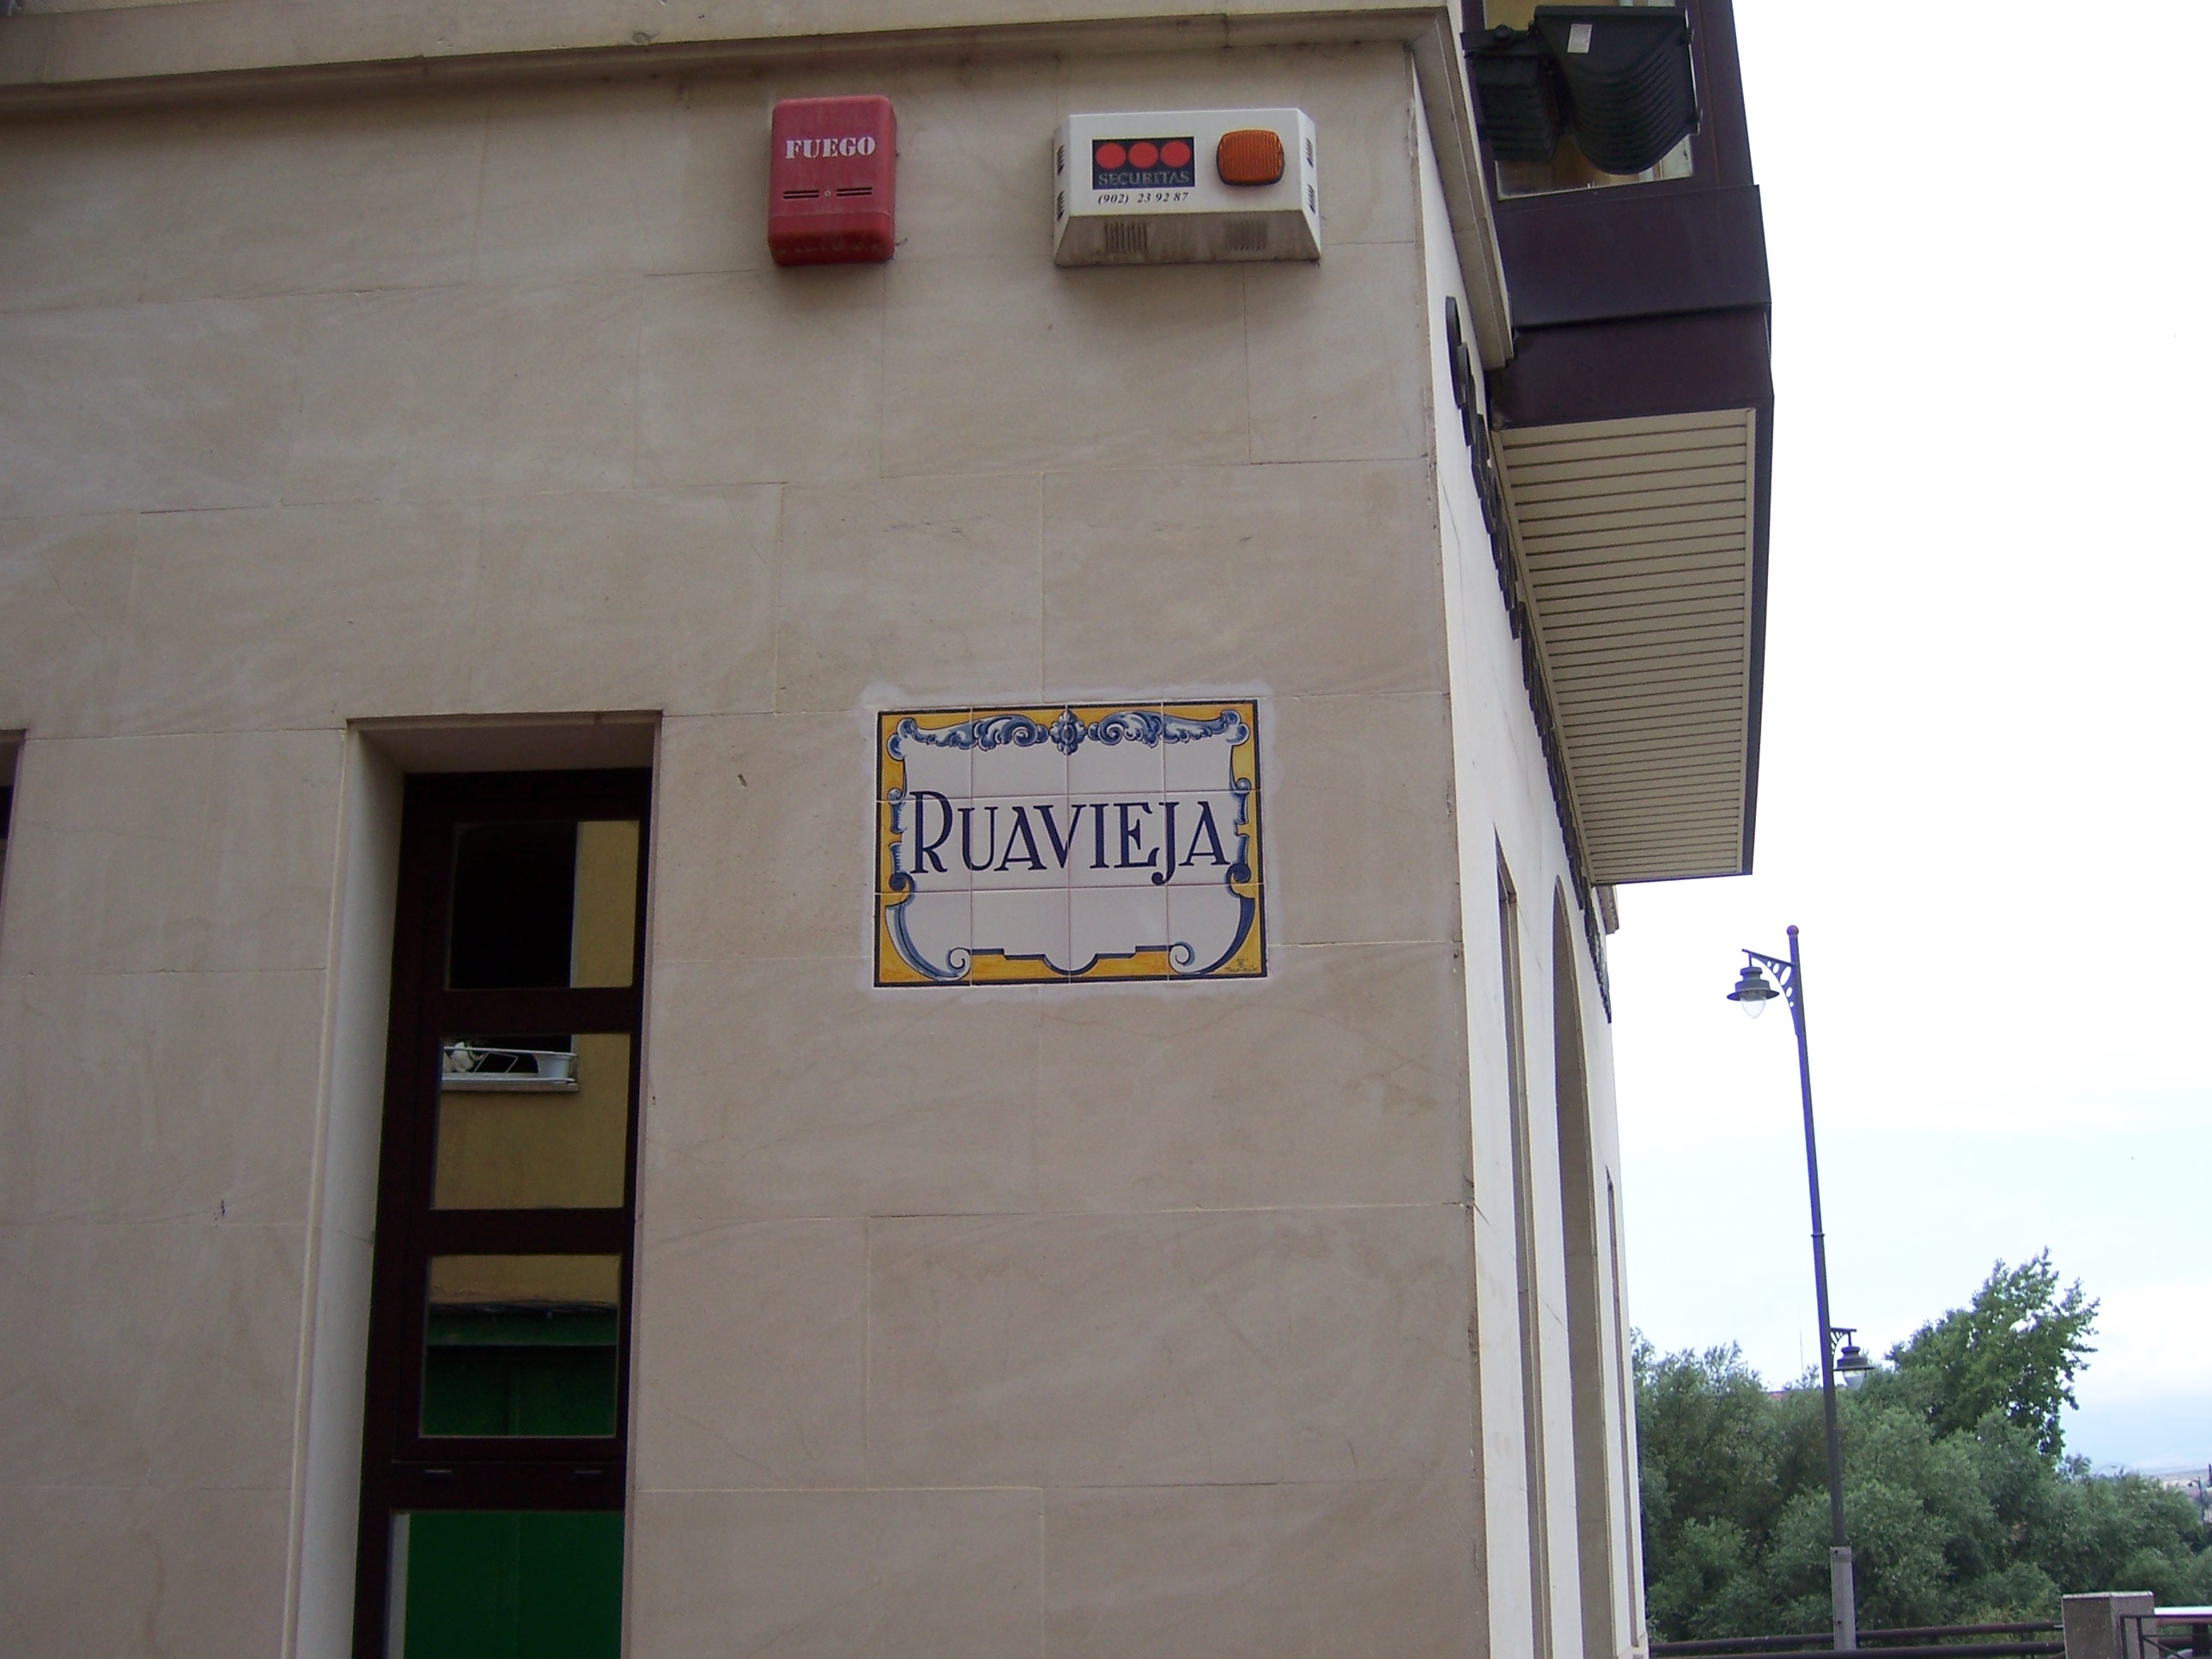 FUEGO
SECURITAS
(902) 23 92 87
RUAVIEJA